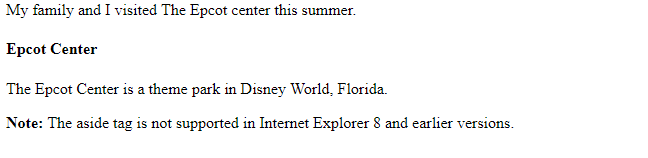 My family and I visited The Epcot center this summer.
Epcot Center
The Epcot Center is a theme park in Disney World, Florida.
Note: The aside tag is not supported in Internet Explorer 8 and earlier versions.